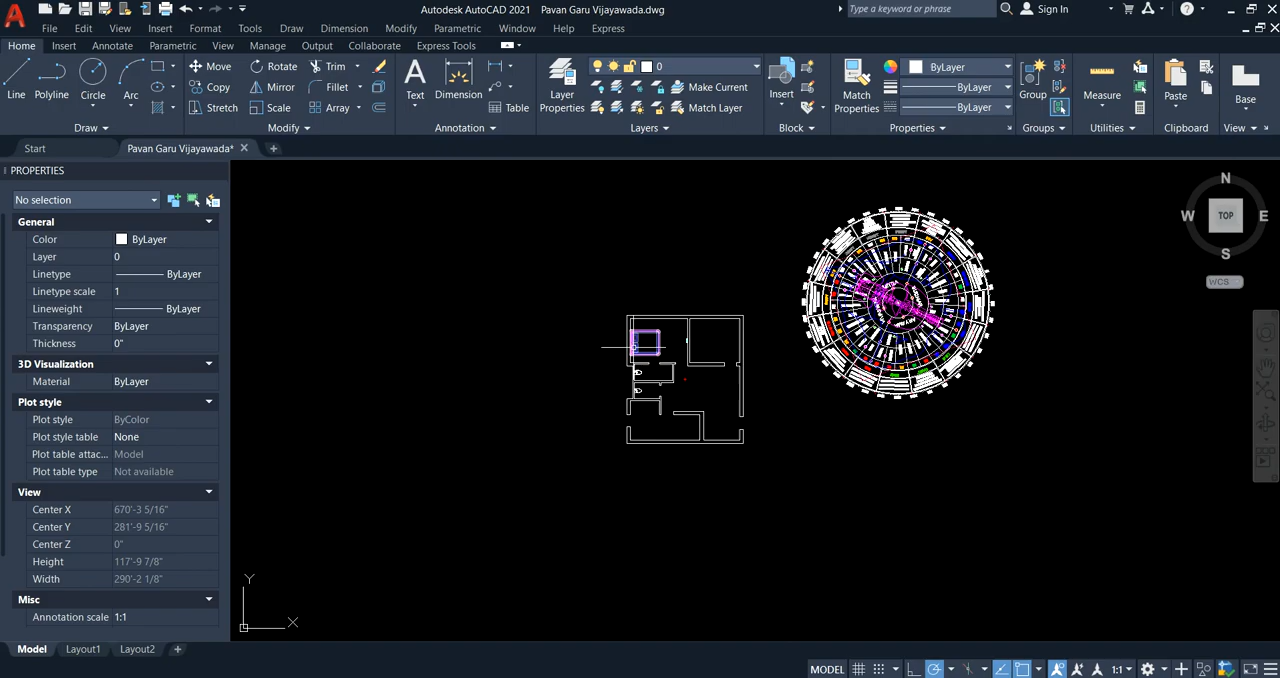 Autodesk AutoCAD 2021 Pavan Garu Vijayawada.dwg
Type a keyword or phrase
Sign In
File Edit View Insert Format Tools Draw Dimension Modify Parametric Window Help Express
Home Insert Annotate Parametric View Manage Output Collaborate Express Tools
Line
Polyline
Circle
Arc
Move
Rotate
Trim
Copy
Mirror
Fillet
Stretch
Scale
Array
Text
Dimension
Table
Layer
Properties
0
Make Current
Match Layer
Insert
Match
Properties
ByLayer
ByLayer
ByLayer
Group
Measure
Paste
Base
Draw
Modify
Annotation
Layers
Block
Properties
Groups
Utilities
Clipboard
View
Start
Pavan Garu Vijayawada*
PROPERTIES
No selection
General
Color ByLayer
Layer 0
Linetype ByLayer
Linetype scale 1
Lineweight ByLayer
Transparency ByLayer
Thickness 0"
3D Visualization
Material ByLayer
Plot style
Plot style ByColor
Plot style table None
Plot table attac... Model
Plot table type Not available
View
Center X 670'-3 5/16"
Center Y 281'-9 5/16"
Center Z 0"
Height 117'-9 7/8"
Width 290'-2 1/8"
Misc
Annotation scale 1:1
N
W
TOP
E
S
WCS
Y
X
Model Layout1 Layout2
MODEL
1:1